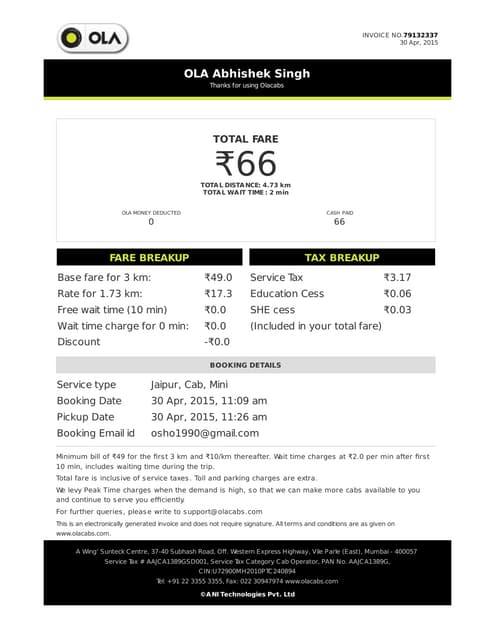 OLA
INVOICE NO.79132337
30 Apr, 2015
OLA Abhishek Singh
Thanks for using Olacabs
TOTAL FARE
₹66
TOTAL DISTANCE: 4.73 km
TOTAL WAIT TIME : 2 min
OLA MONEY DEDUCTED
0
CASH PAID
66
FARE BREAKUP
Base fare for 3 km: ₹49.0
Rate for 1.73 km: ₹17.3
Free wait time (10 min) ₹0.0
Wait time charge for 0 min: ₹0.0
Discount -₹0.0
TAX BREAKUP
Service Tax ₹3.17
Education Cess ₹0.06
SHE cess ₹0.03
(Included in your total fare)
BOOKING DETAILS
Service type Jaipur, Cab, Mini
Booking Date 30 Apr, 2015, 11:09 am
Pickup Date 30 Apr, 2015, 11:26 am
Booking Email id osho1990@gmail.com
Minimum bill of ₹49 for the first 3 km and ₹10/km thereafter. Wait time charges at ₹2.0 per min after first
10 min, includes waiting time during the trip.
Total fare is inclusive of service taxes. Toll and parking charges are extra.
We levy Peak Time charges when the demand is high, so that we can make more cabs available to you
and continue to serve you efficiently.
For further queries, please write to support@olacabs.com
This is an electronically generated invoice and does not require signature. All terms and conditions are as given on
www.olacabs.com.
A Wing' Sunteck Centre, 37-40 Subhash Road, Off. Western Express Highway, Vile Parle (East), Mumbai - 400057
Service Tax # AAJCA1389GSD001, Service Tax Category Cab Operator, PAN No. AAJCA1389G,
CIN:U72900MH2010PTC240894
Tel: +91 22 3355 3355, Fax: 022 30947974 www.olacabs.com
©ANI Technologies Pvt. Ltd